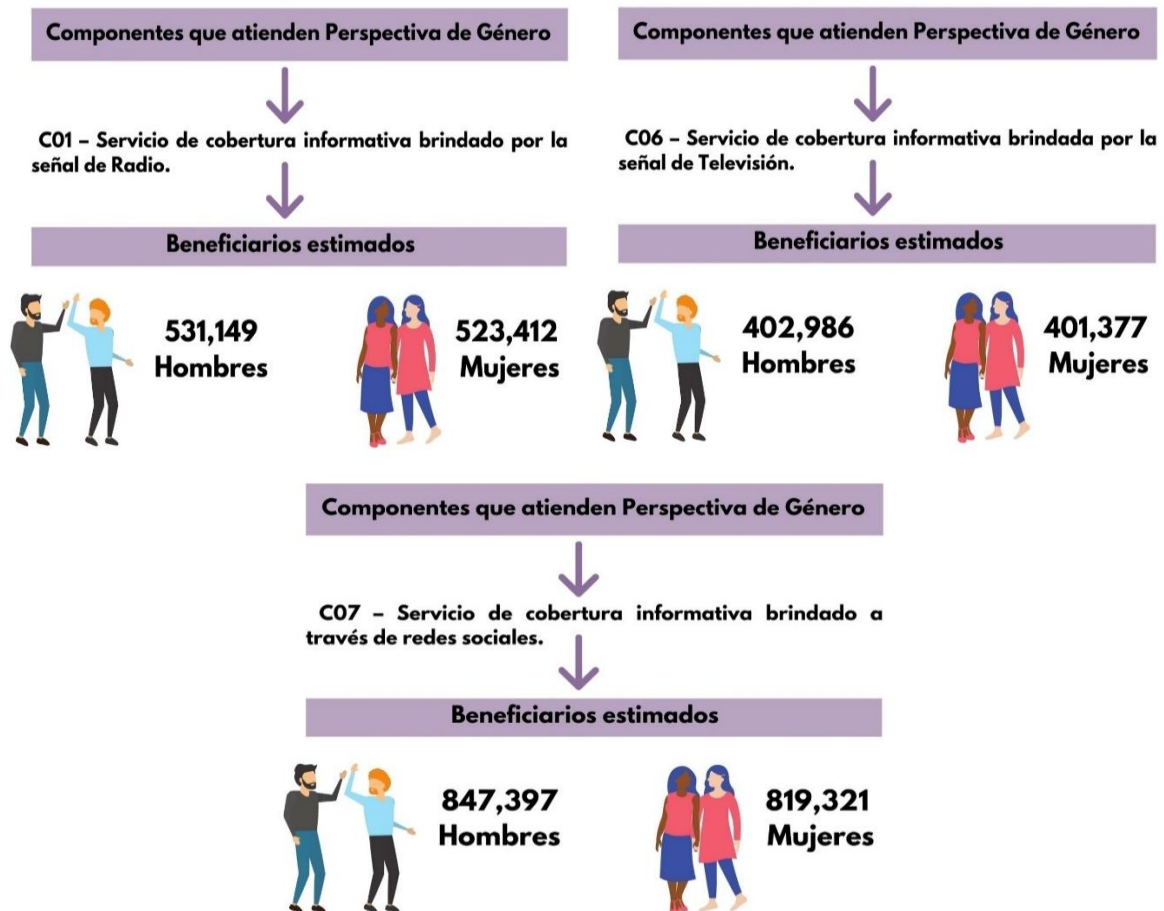 Componentes que atienden Perspectiva de Género
C01 – Servicio de cobertura informativa brindado por la
señal de Radio.
Beneficiarios estimados
531,149
Hombres
523,412
Mujeres
Componentes que atienden Perspectiva de Género
C06 – Servicio de cobertura informativa brindada por la
señal de Televisión.
Beneficiarios estimados
402,986
Hombres
401,377
Mujeres
Componentes que atienden Perspectiva de Género
C07 – Servicio de cobertura informativa brindado a
través de redes sociales.
Beneficiarios estimados
847,397
Hombres
819,321
Mujeres